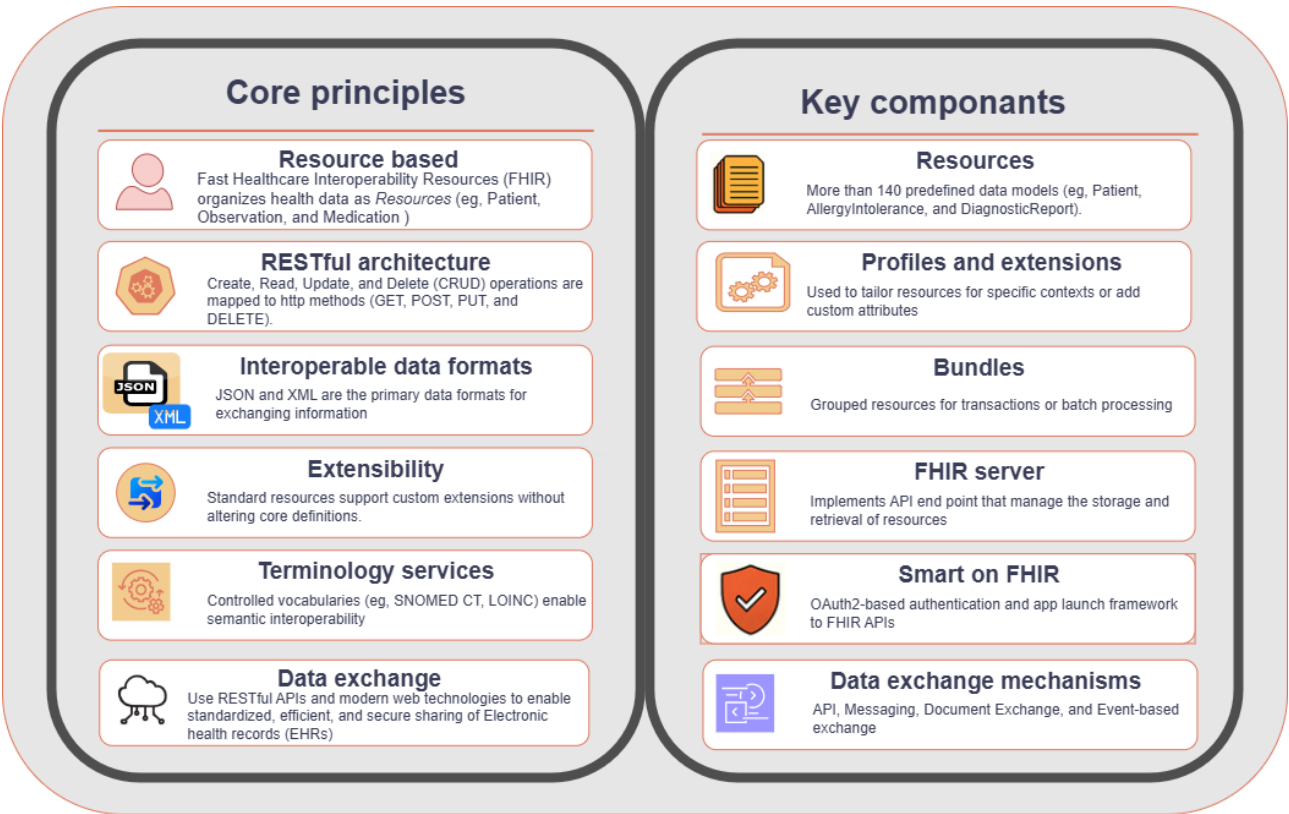 Core principles
Resource based
Fast Healthcare Interoperability Resources (FHIR)
organizes health data as Resources (eg, Patient,
Observation, and Medication )
RESTful architecture
Create, Read, Update, and Delete (CRUD) operations are
mapped to http methods (GET, POST, PUT, and
DELETE).
JSON
XML
Interoperable data formats
JSON and XML are the primary data formats for
exchanging information
Extensibility
Standard resources support custom extensions without
altering core definitions.
Terminology services
Controlled vocabularies (eg, SNOMED CT, LOINC) enable
semantic interoperability
Data exchange
Use RESTful APIs and modern web technologies to enable
standardized, efficient, and secure sharing of Electronic
health records (EHRs)
Key componants
Resources
More than 140 predefined data models (eg, Patient,
AllergyIntolerance, and DiagnosticReport).
Profiles and extensions
Used to tailor resources for specific contexts or add
custom attributes
Bundles
Grouped resources for transactions or batch processing
FHIR server
Implements API end point that manage the storage and
retrieval of resources
Smart on FHIR
OAuth2-based authentication and app launch framework
to FHIR APIs
Data exchange mechanisms
API, Messaging, Document Exchange, and Event-based
exchange